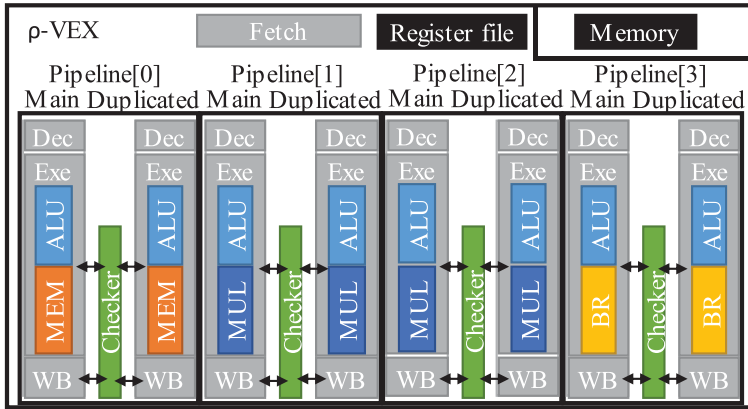 ρ-VEX Fetch Register file Memory
Pipeline[0] Pipeline[1] Pipeline[2] Pipeline[3]
Main Duplicated Main Duplicated Main Duplicated Main Duplicated
Dec Dec Dec Dec Dec Dec Dec Dec
Exe Exe Exe Exe Exe Exe Exe Exe
ALU ALU ALU ALU ALU ALU ALU ALU
Checker Checker Checker Checker
MEM MEM MUL MUL MUL MUL BR BR
WB WB WB WB WB WB WB WB